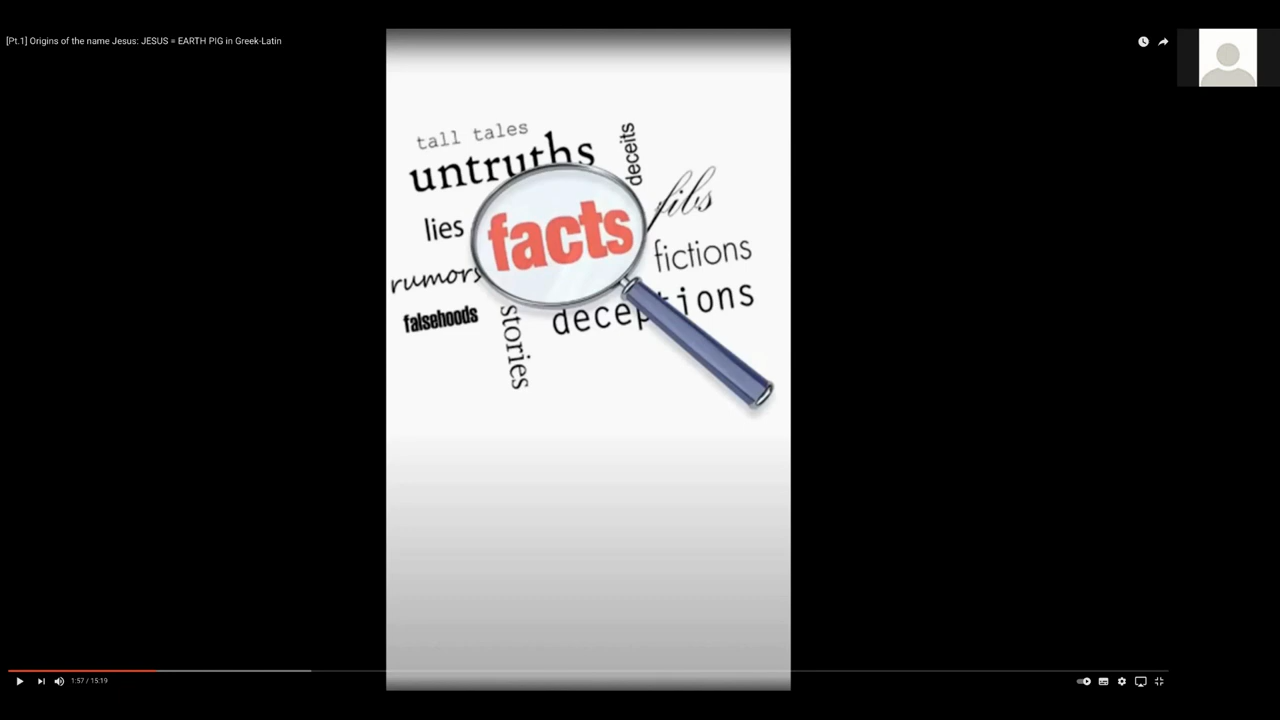 [Pt.1] Origins of the name Jesus: JESUS = EARTH PIG in Greek-Latin
tall tales
untruths
deceits
fibs
lies
facts
fictions
rumors
deceptions
falsehoods
stories
1:57 / 15:19